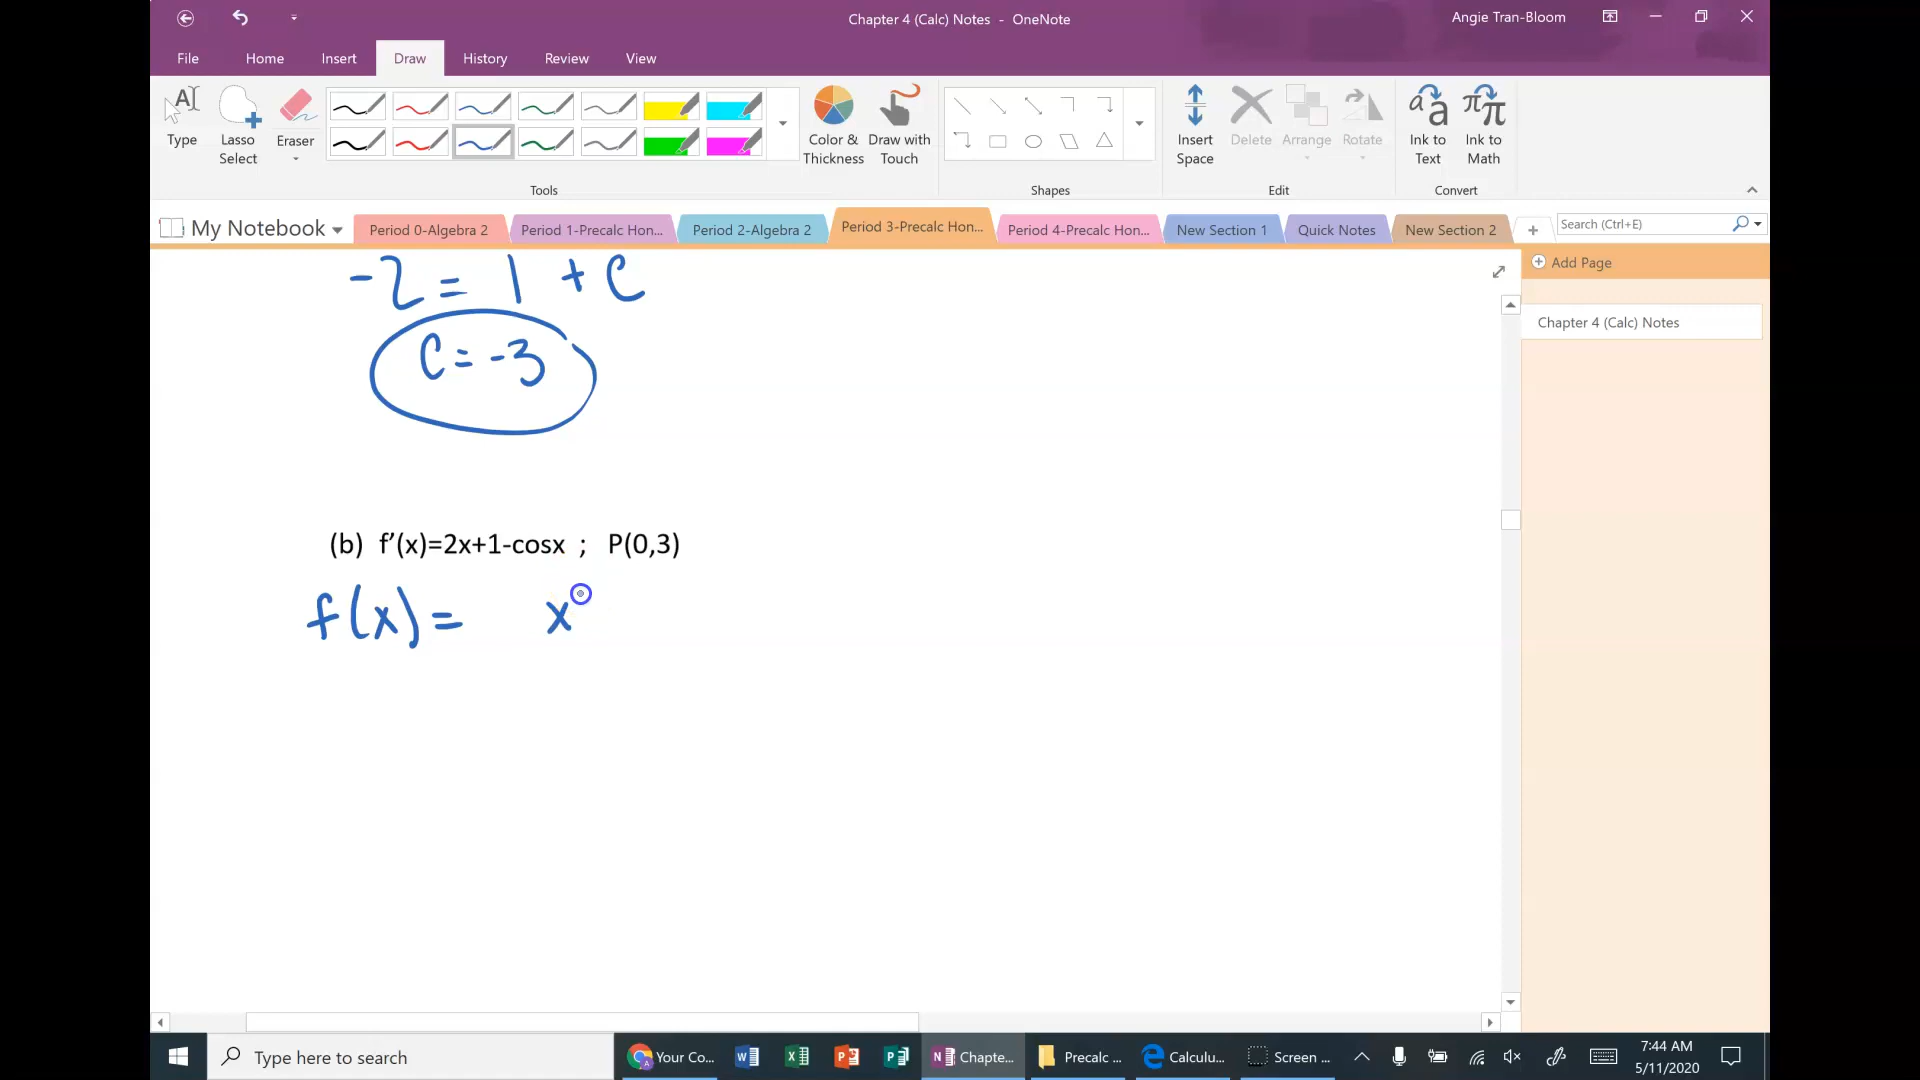 Chapter 4 (Calc) Notes - OneNote
Angie Tran-Bloom
File Home Insert Draw History Review View
Type
Lasso Select
Eraser
Color & Thickness
Draw with Touch
Insert Space
Delete
Arrange
Rotate
Ink to Text
Ink to Math
Tools
Shapes
Edit
Convert
My Notebook
Period 0-Algebra 2
Period 1-Precalc Hon...
Period 2-Algebra 2
Period 3-Precalc Hon...
Period 4-Precalc Hon...
New Section 1
Quick Notes
New Section 2
Search (Ctrl+E)
Add Page
Chapter 4 (Calc) Notes
-2 = 1 + C
C = -3
(b) f'(x)=2x+1-cosx ; P(0,3)
f(x) = x
Type here to search
Your Co...
Chapte...
Precalc ...
Calculu...
Screen ...
7:44 AM
5/11/2020